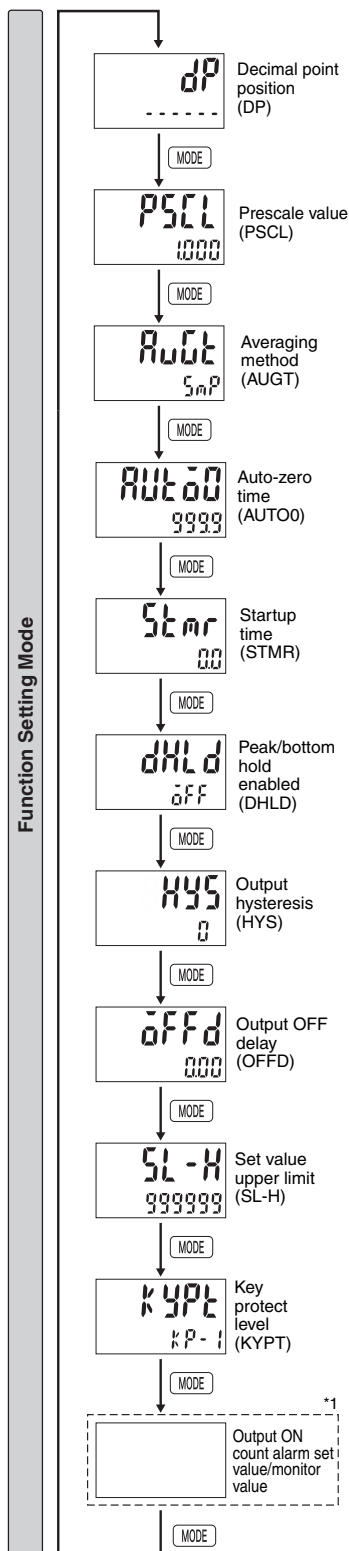 Function Setting Mode
dP
------
Decimal point
position
(DP)
MODE
PSCL
1.000
Prescale value
(PSCL)
MODE
AuGt
SmP
Averaging
method
(AUGT)
MODE
AUto0
999.9
Auto-zero
time
(AUTO0)
MODE
Stmr
0.0
Startup
time
(STMR)
MODE
dHLd
oFF
Peak/bottom
hold
enabled
(DHLD)
MODE
HYS
0
Output
hysteresis
(HYS)
MODE
oFFd
0.00
Output OFF
delay
(OFFD)
MODE
SL-H
999999
Set value
upper limit
(SL-H)
MODE
KYPt
KP-1
Key
protect
level
(KYPT)
MODE
*1
Output ON
count alarm set
value/monitor
value
MODE